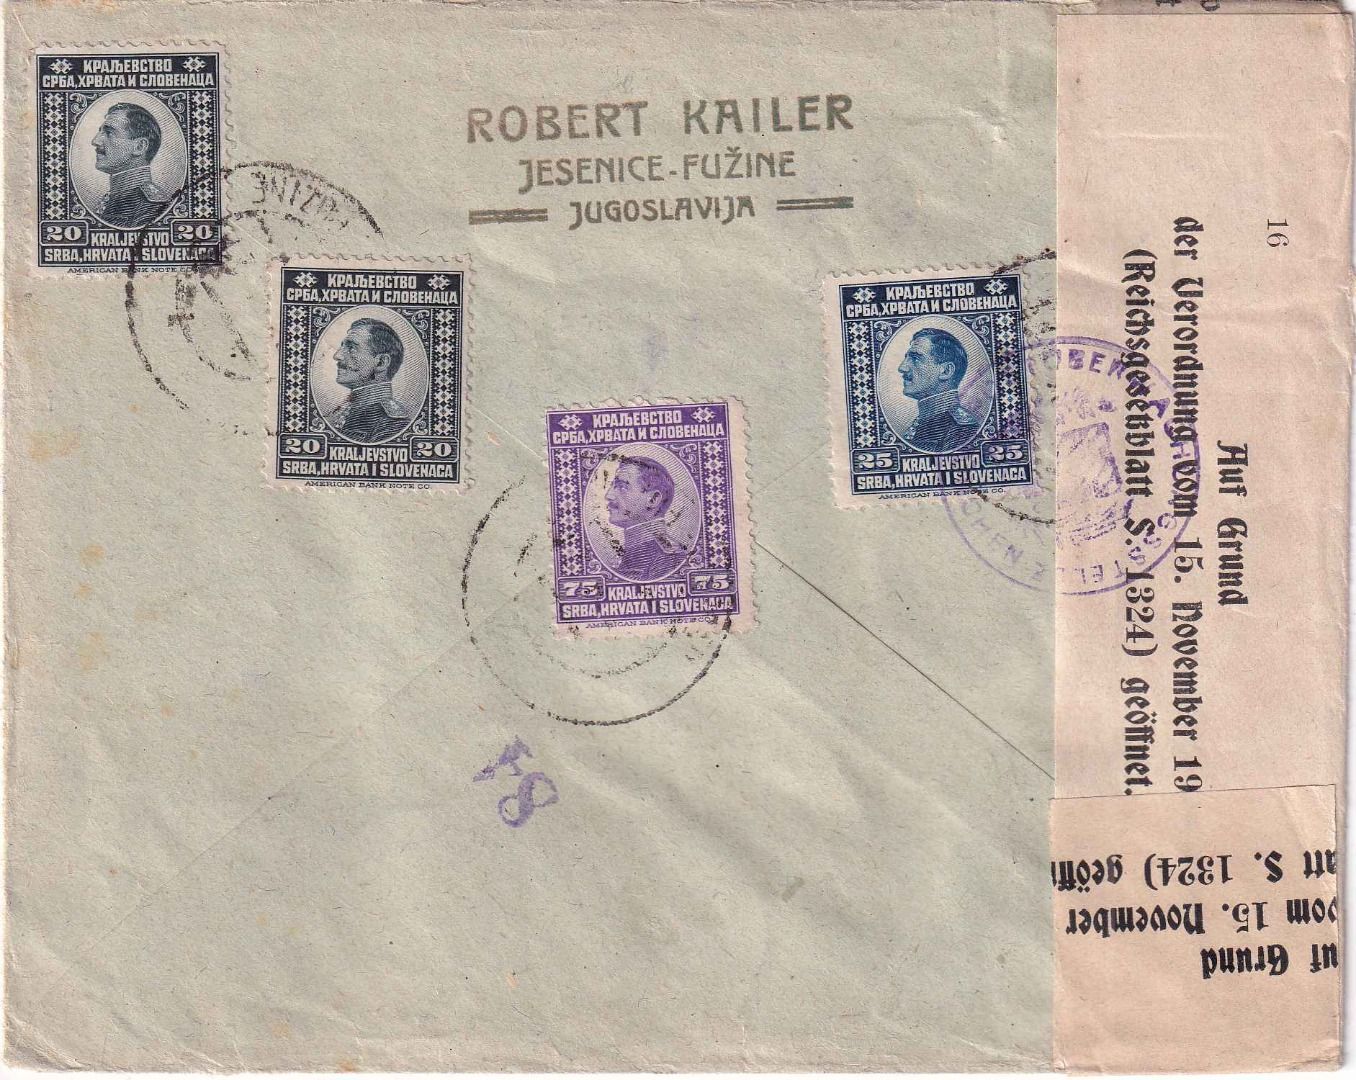 ROBERT KAILER
JESENICE-FUŽINE
JUGOSLAVIJA
КРАЉЕВСТВО
СРБА, ХРВАТА И СЛОВЕНАЦА
20 20
KRALJEVSTVO
SRBA, HRVATA I SLOVENACA
AMERICAN BANK NOTE CO.
КРАЉЕВСТВО
СРБА, ХРВАТА И СЛОВЕНАЦА
20 20
KRALJEVSTVO
SRBA, HRVATA I SLOVENACA
AMERICAN BANK NOTE CO.
КРАЉЕВСТВО
СРБА, ХРВАТА И СЛОВЕНАЦА
75 75
KRALJEVSTVO
SRBA, HRVATA I SLOVENACA
AMERICAN BANK NOTE CO.
КРАЉЕВСТВО
СРБА, ХРВАТА И СЛОВЕНАЦА
25 25
KRALJEVSTVO
SRBA, HRVATA I SLOVENACA
AMERICAN BANK NOTE CO.
16
Auf Grund
der Verordnung vom 15. November 19
(Reichsgesetzblatt S. 1324) geöffnet.
uf Grund
vom 15. November
att S. 1324) geöff